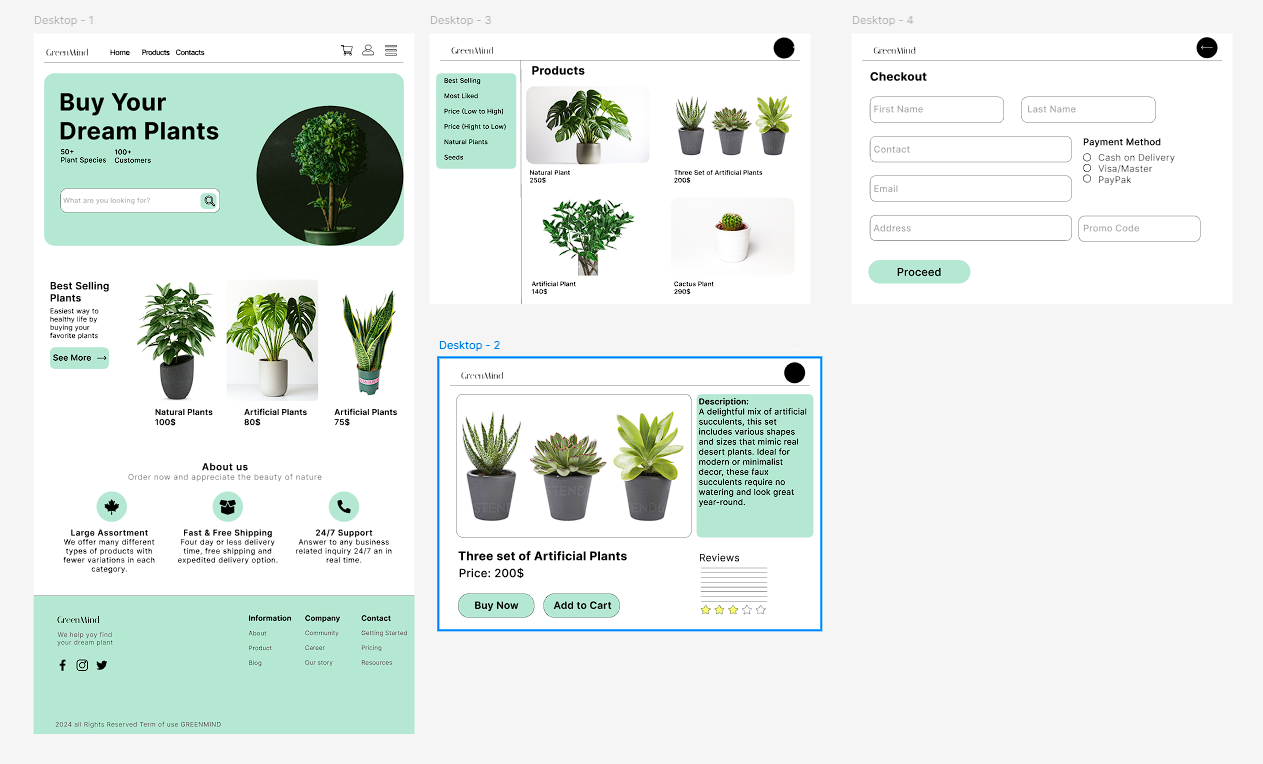 Desktop - 1
GreenMind
Home Products Contacts
Buy Your
Dream Plants
50+
Plant Species
100+
Customers
What are you looking for?
Best Selling
Plants
Easiest way to
healthy life by
buying your
favorite plants
See More
Natural Plants
100$
Artificial Plants
80$
Artificial Plants
75$
About us
Order now and appreciate the beauty of nature
Large Assortment
We offer many different
types of products with
fewer variations in each
category.
Fast & Free Shipping
Four day or less delivery
time, free shipping and
expedited delivery option.
24/7 Support
Answer to any business
related inquiry 24/7 an in
real time.
GreenMind
We help yoy find
your dream plant
Information
About
Product
Blog
Company
Community
Career
Our story
Contact
Getting Started
Pricing
Resources
2024 all Rights Reserved Term of use GREENMIND
Desktop - 3
GreenMind
Best Selling
Most Liked
Price (Low to High)
Price (Hight to Low)
Natural Plants
Seeds
Products
Natural Plant
250$
Three Set of Artificial Plants
200$
Artificial Plant
140$
Cactus Plant
290$
Desktop - 2
GreenMind
Description:
A delightful mix of artificial
succulents, this set
includes various shapes
and sizes that mimic real
desert plants. Ideal for
modern or minimalist
decor, these faux
succulents require no
watering and look great
year-round.
Three set of Artificial Plants
Price: 200$
Buy Now
Add to Cart
Reviews
Desktop - 4
GreenMind
Checkout
First Name
Last Name
Contact
Email
Address
Payment Method
Cash on Delivery
Visa/Master
PayPak
Promo Code
Proceed